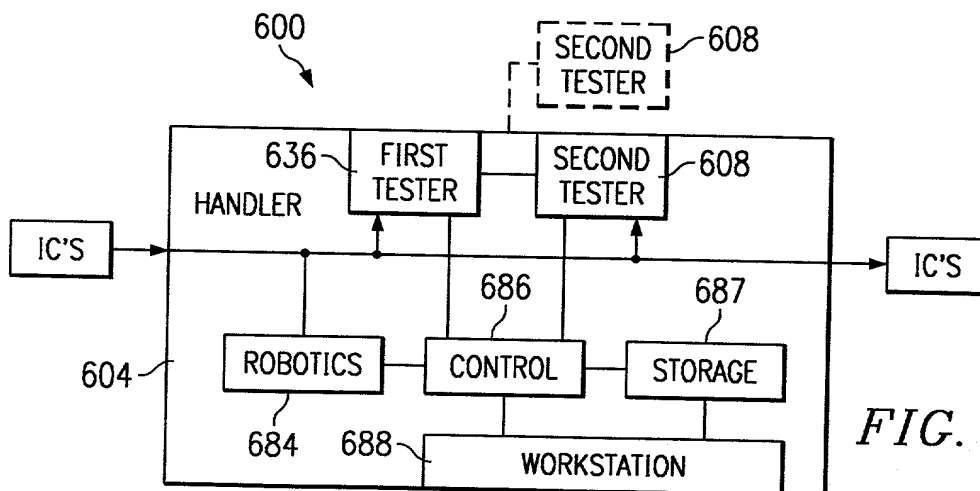 600
SECOND
TESTER
608
636
FIRST
TESTER
SECOND
TESTER
608
HANDLER
IC'S
IC'S
686
687
604
ROBOTICS
CONTROL
STORAGE
684
688
WORKSTATION
FIG.